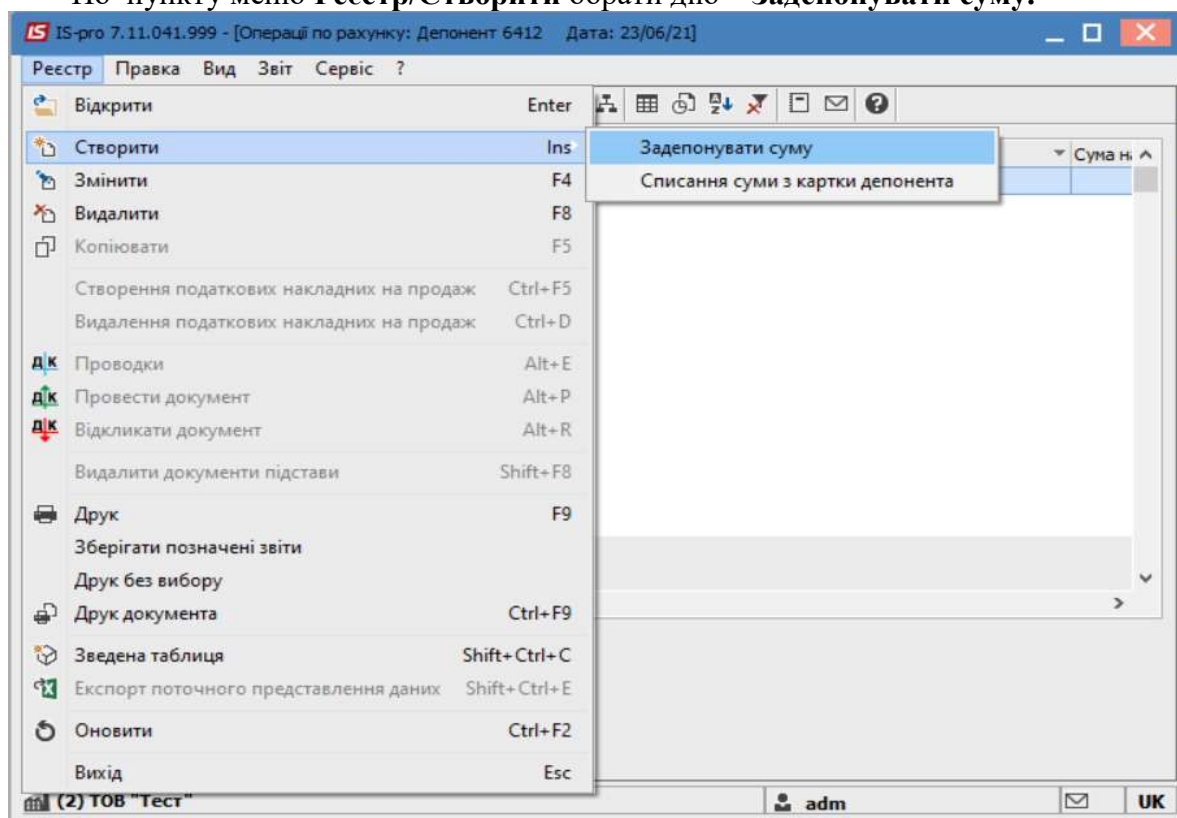 По пункту меню Реєстр/Створити обрати дію – Задепонувати суму.
IS-pro 7.11.041.999 - [Операції по рахунку: Депонент 6412 Дата: 23/06/21]
Реєстр Правка Вид Звіт Сервіс ?
Відкрити Enter
Створити Ins
Задепонувати суму
Сума н
Змінити F4
Списання суми з картки депонента
Видалити F8
Копіювати F5
Створення податкових накладних на продаж Ctrl+F5
Видалення податкових накладних на продаж Ctrl+D
Проводки Alt+E
Провести документ Alt+P
Відкликати документ Alt+R
Видалити документи підстави Shift+F8
Друк F9
Зберігати позначені звіти
Друк без вибору
Друк документа Ctrl+F9
Зведена таблиця Shift+Ctrl+C
Експорт поточного представлення даних Shift+Ctrl+E
Оновити Ctrl+F2
Вихід Esc
(2) ТОВ "Тест" adm UK